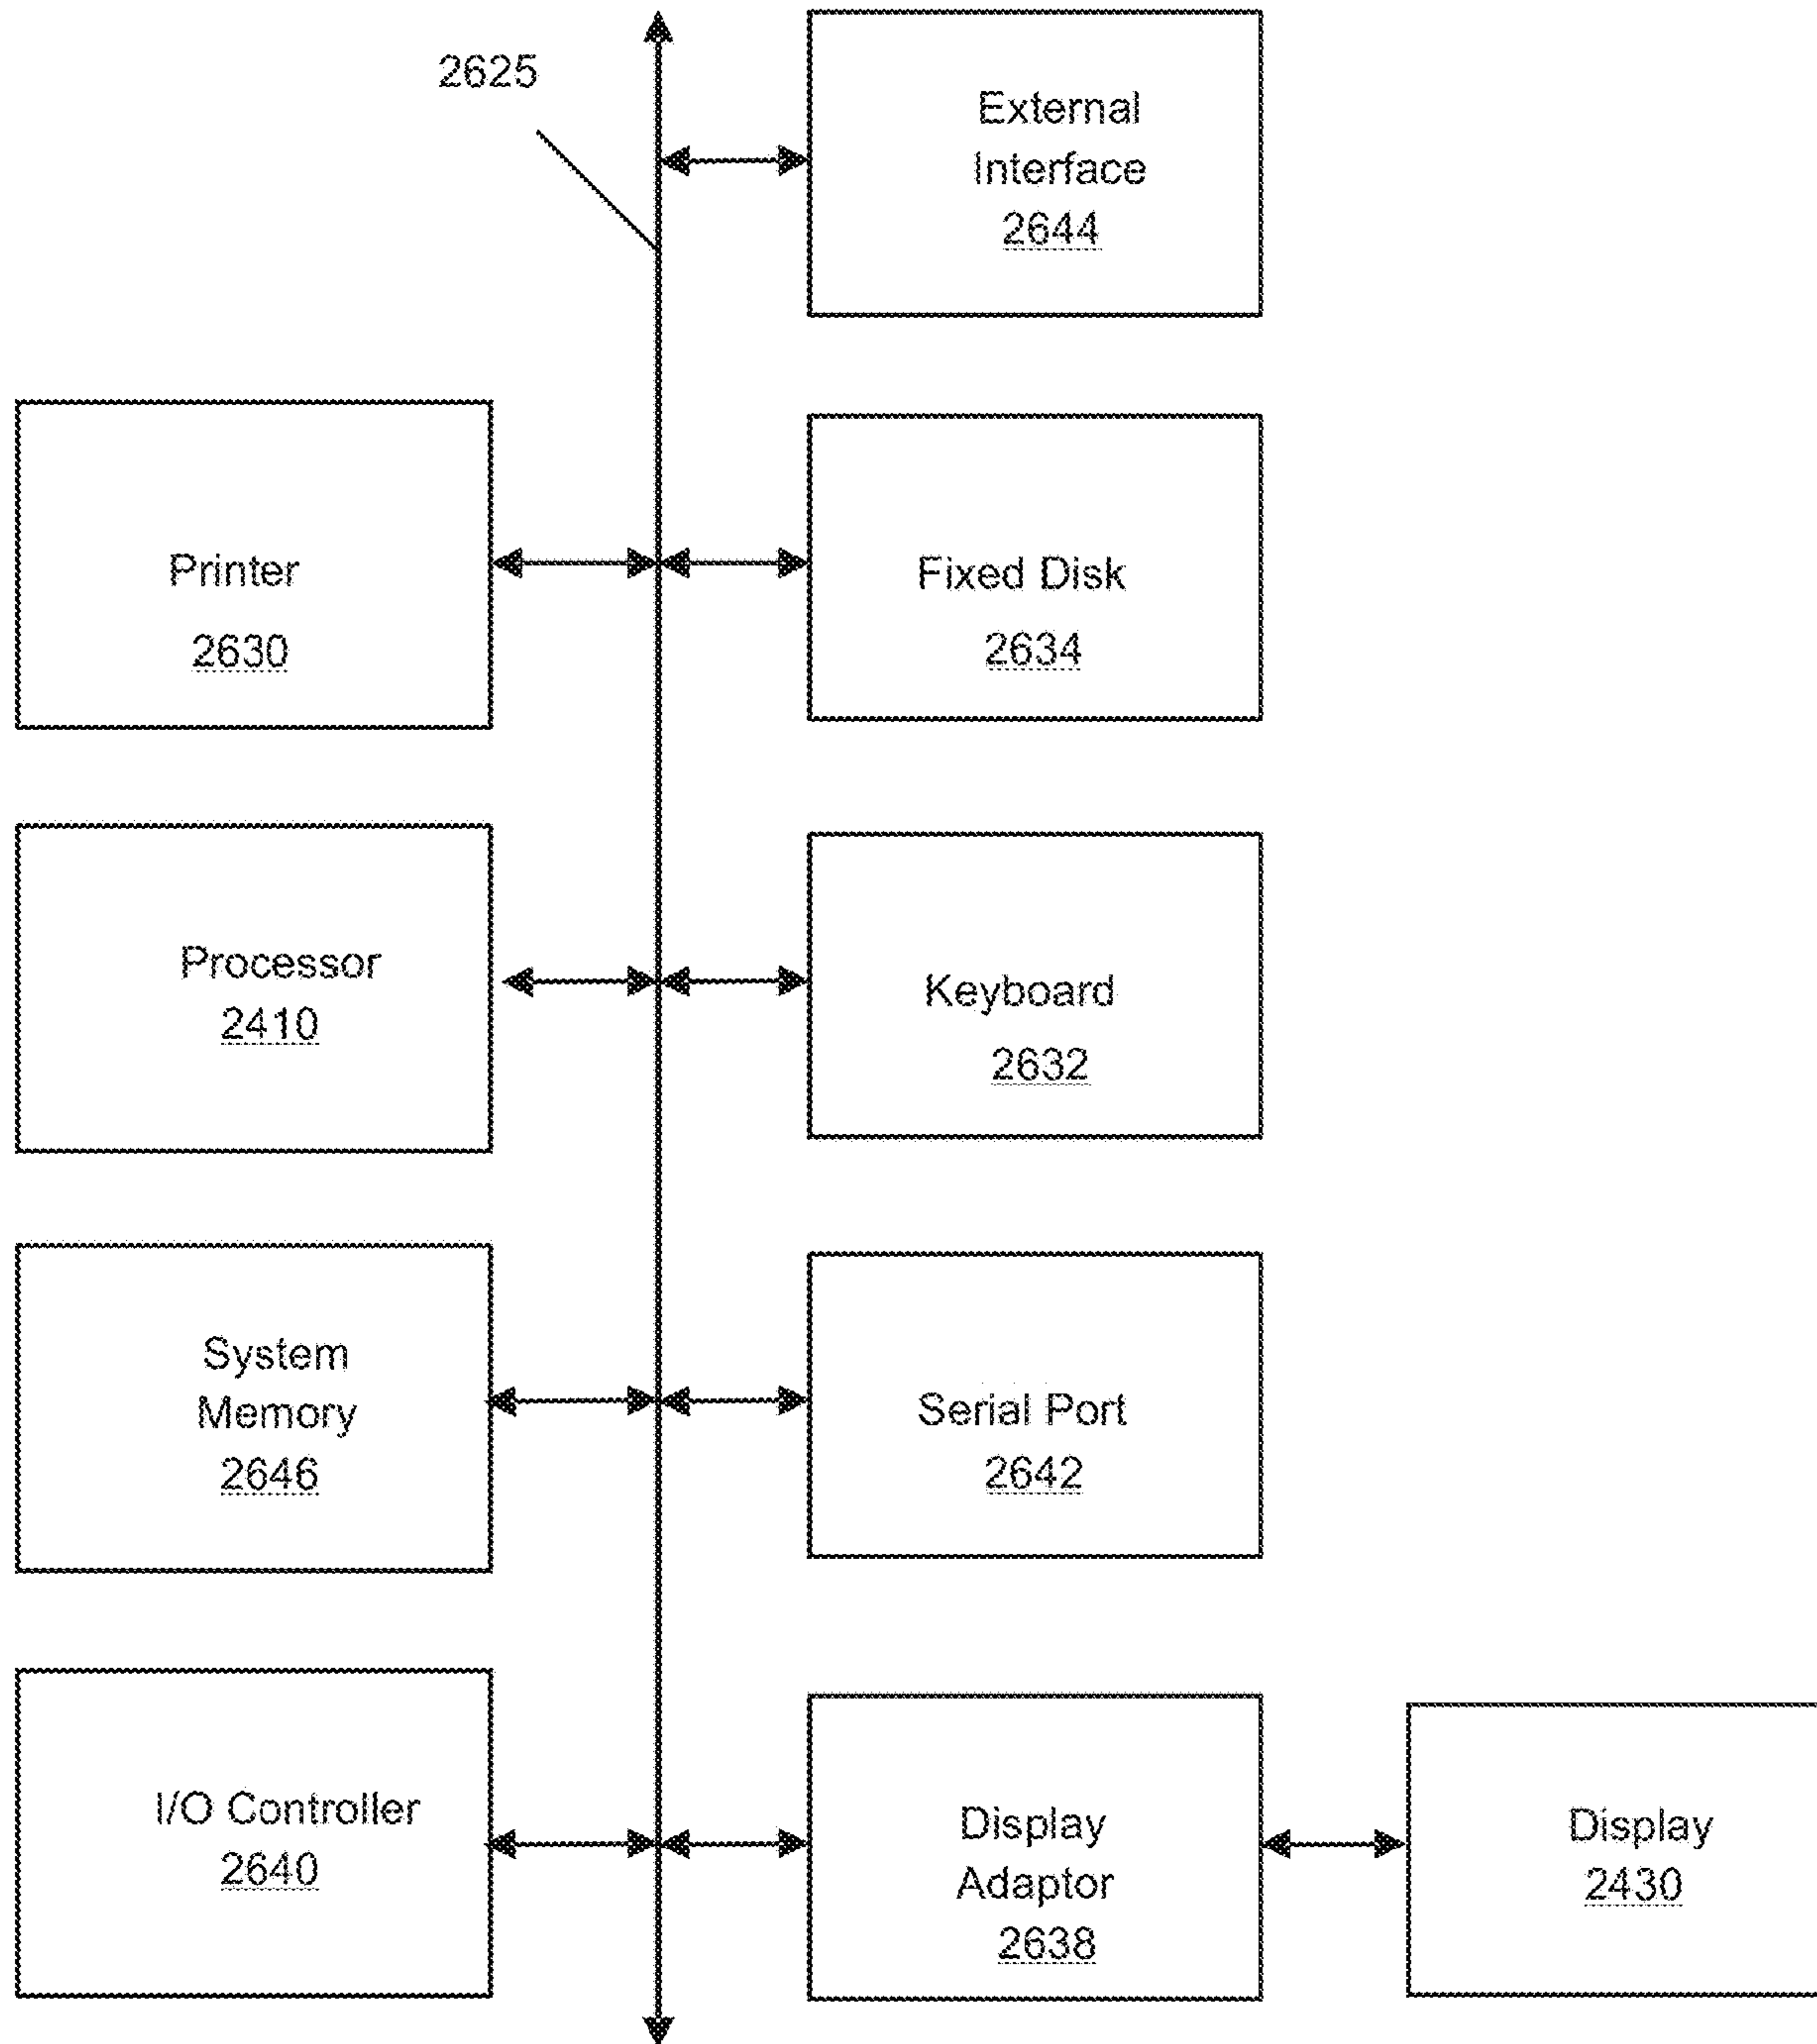 2625
External
Interface
2644
Printer
2630
Fixed Disk
2634
Processor
2410
Keyboard
2632
System
Memory
2646
Serial Port
2642
I/O Controller
2640
Display
Adaptor
2638
Display
2430